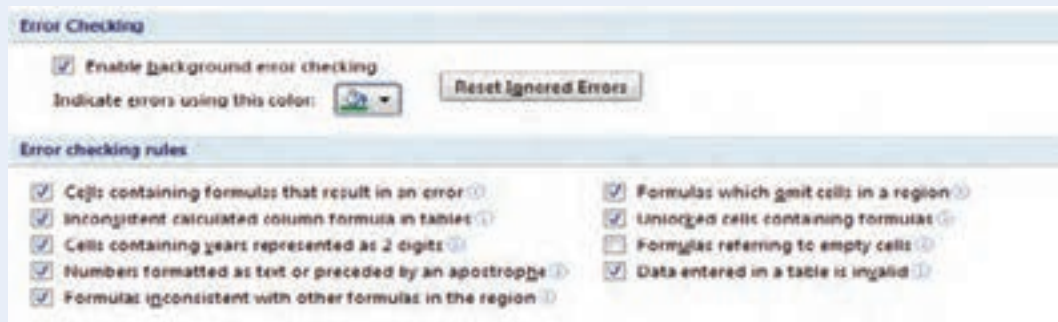 Error Checking
Enable background error checking
Indicate errors using this color:
Reset Ignored Errors
Error checking rules
Cells containing formulas that result in an error
Inconsistent calculated column formula in tables
Cells containing years represented as 2 digits
Numbers formatted as text or preceded by an apostrophe
Formulas inconsistent with other formulas in the region
Formulas which omit cells in a region
Unlocked cells containing formulas
Formulas referring to empty cells
Data entered in a table is invalid